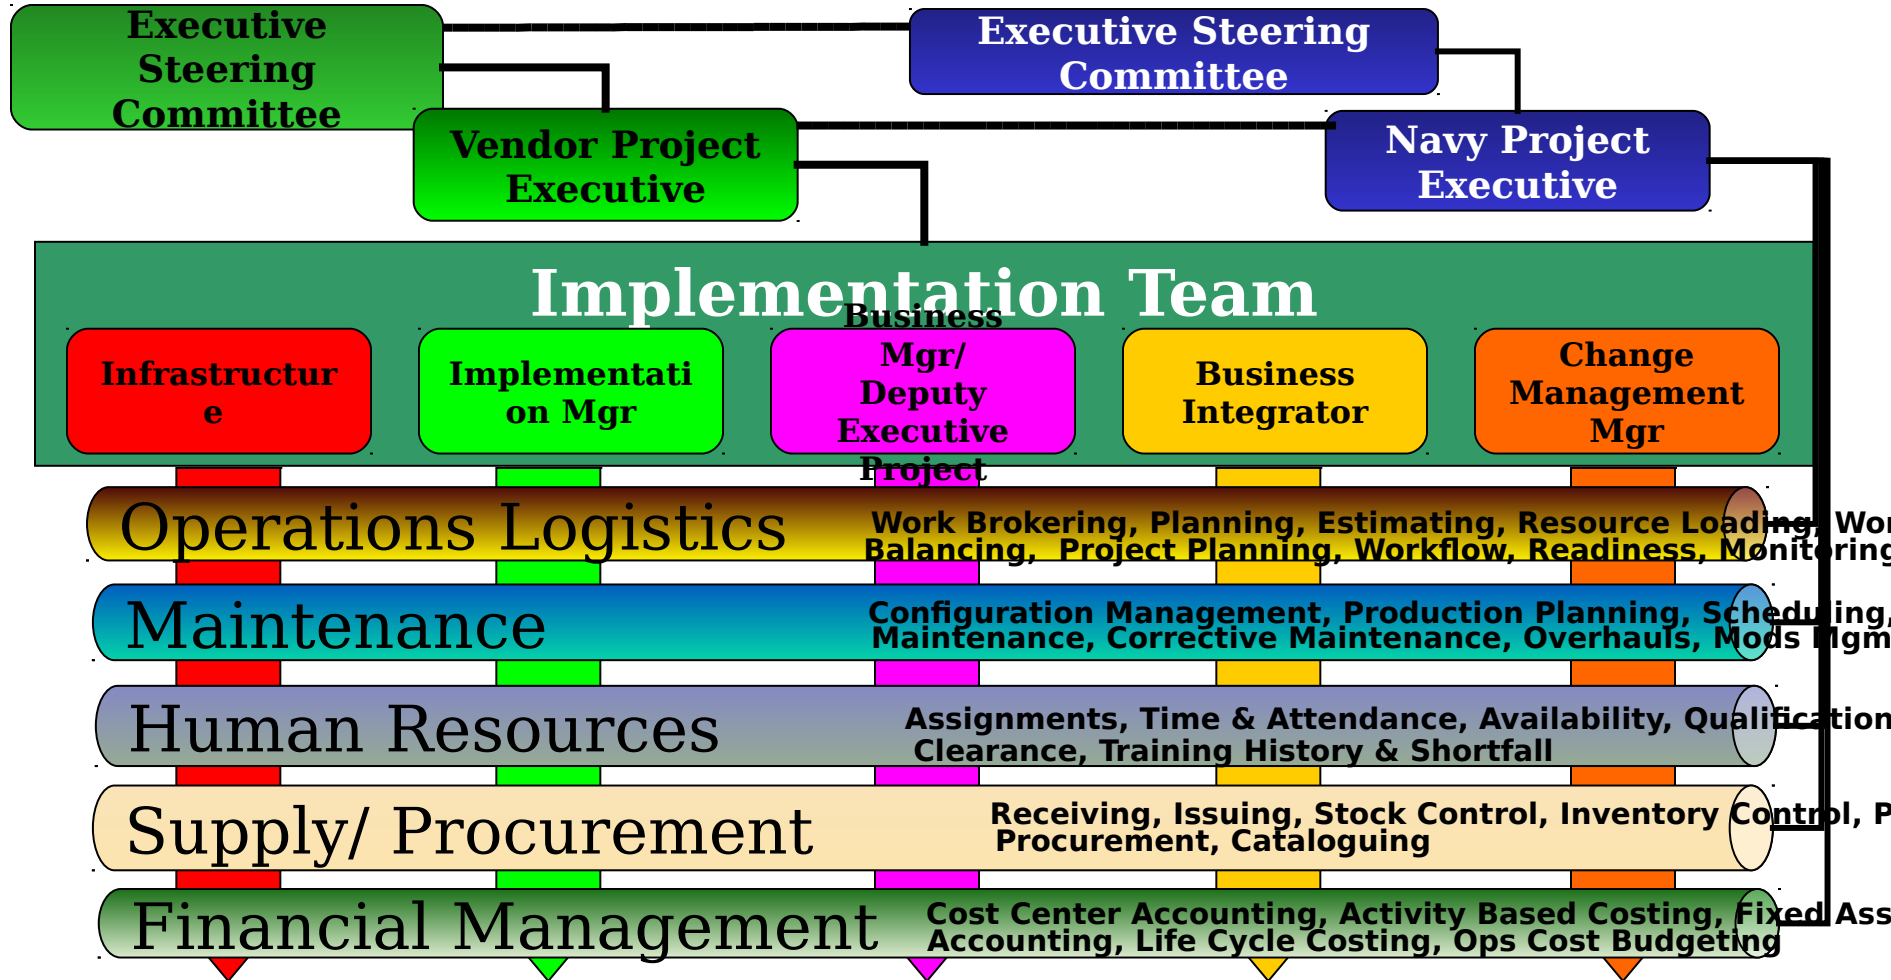 Executive
Steering
Committee
Executive Steering
Committee
Vendor Project
Executive
Navy Project
Executive
Implementation Team
Infrastructur
e
Implementati
on Mgr
Business
Mgr/
Deputy
Executive
Project
Business
Integrator
Change
Management
Mgr
Operations Logistics
Work Brokering, Planning, Estimating, Resource Loading, Wor
Balancing,  Project Planning, Workflow, Readiness, Monitoring
Maintenance
Configuration Management, Production Planning, Scheduling,
Maintenance, Corrective Maintenance, Overhauls, Mods Mgm
Human Resources
Assignments, Time & Attendance, Availability, Qualification
Clearance, Training History & Shortfall
Supply/ Procurement
Receiving, Issuing, Stock Control, Inventory Control, P
Procurement, Cataloguing
Financial Management
Cost Center Accounting, Activity Based Costing, Fixed Ass
Accounting, Life Cycle Costing, Ops Cost Budgeting